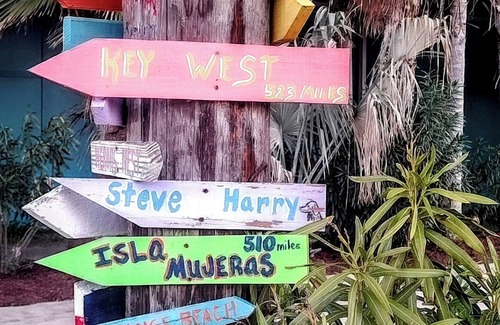 KEY WEST
523 MILES
Steve Harry
510 miles
ISLA MUJERAS
BEACH